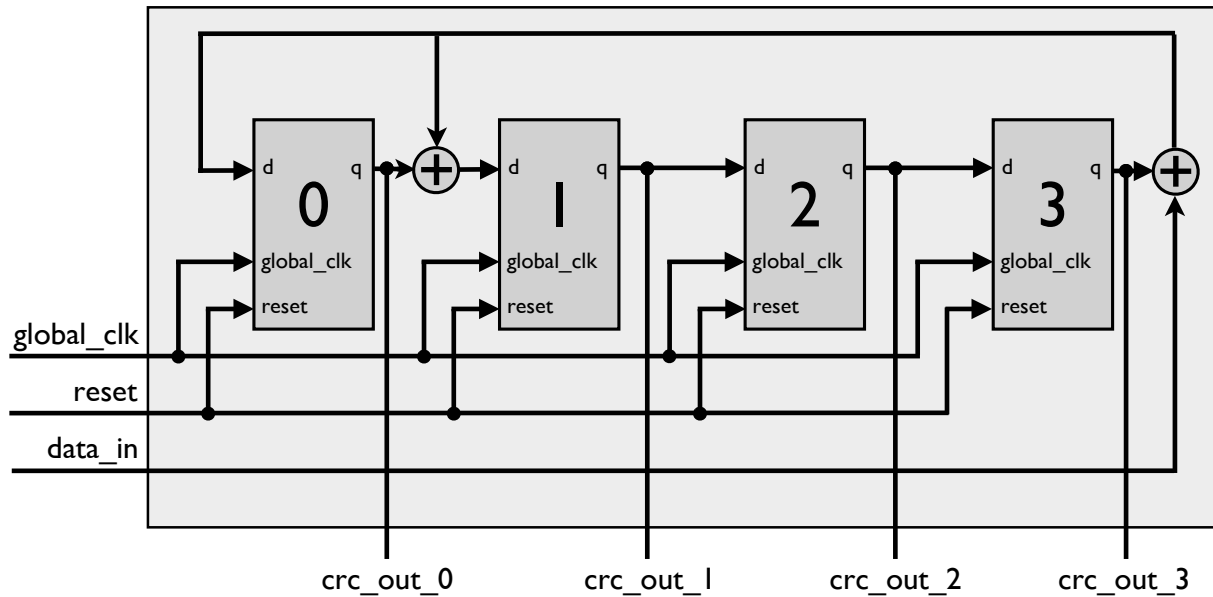 d q d q d q d q
0 1 2 3
global_clk global_clk global_clk global_clk
reset reset reset reset
global_clk
reset
data_in
crc_out_0 crc_out_1 crc_out_2 crc_out_3